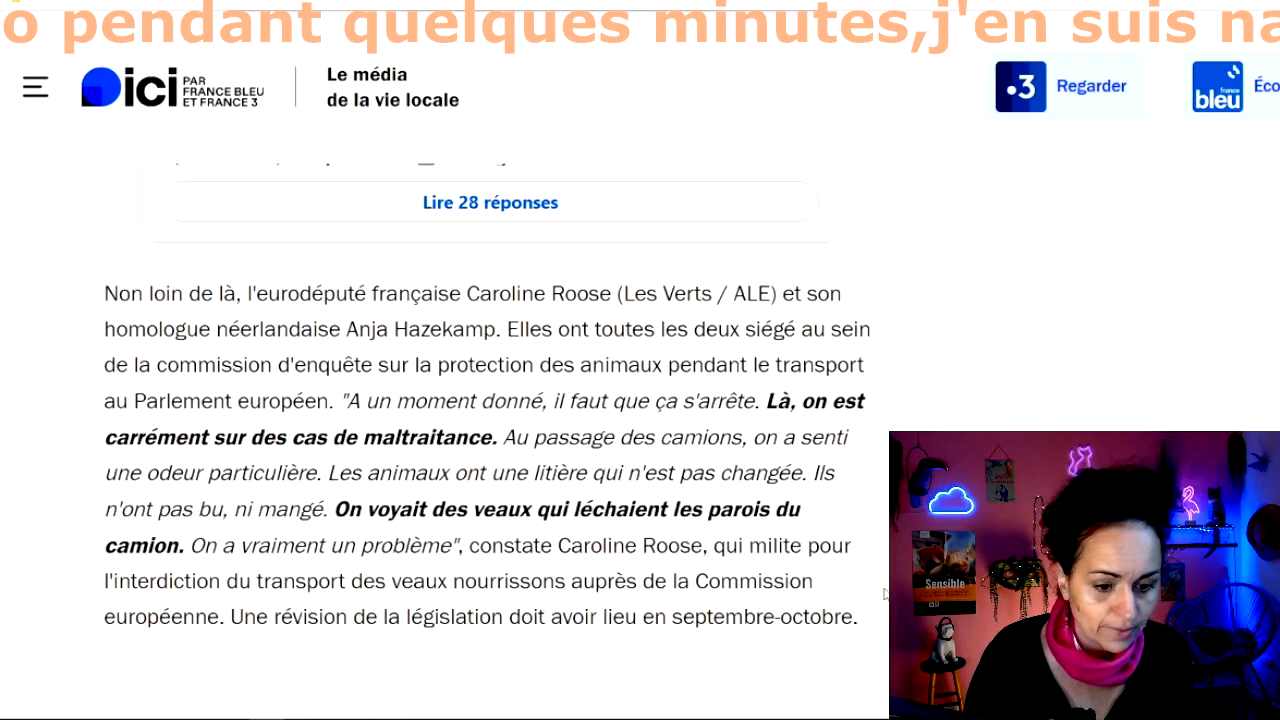 o pendant quelques minutes,j'en suis na
ici
PAR
FRANCE BLEU
ET FRANCE 3
Le média
de la vie locale
.3
Regarder
france
bleu
Éco
Lire 28 réponses
Non loin de là, l'eurodéputé française Caroline Roose (Les Verts / ALE) et son
homologue néerlandaise Anja Hazekamp. Elles ont toutes les deux siégé au sein
de la commission d'enquête sur la protection des animaux pendant le transport
au Parlement européen. "A un moment donné, il faut que ça s'arrête. Là, on est
carrément sur des cas de maltraitance. Au passage des camions, on a senti
une odeur particulière. Les animaux ont une litière qui n'est pas changée. Ils
n'ont pas bu, ni mangé. On voyait des veaux qui léchaient les parois du
camion. On a vraiment un problème", constate Caroline Roose, qui milite pour
l'interdiction du transport des veaux nourrissons auprès de la Commission
européenne. Une révision de la législation doit avoir lieu en septembre-octobre.
Sensible